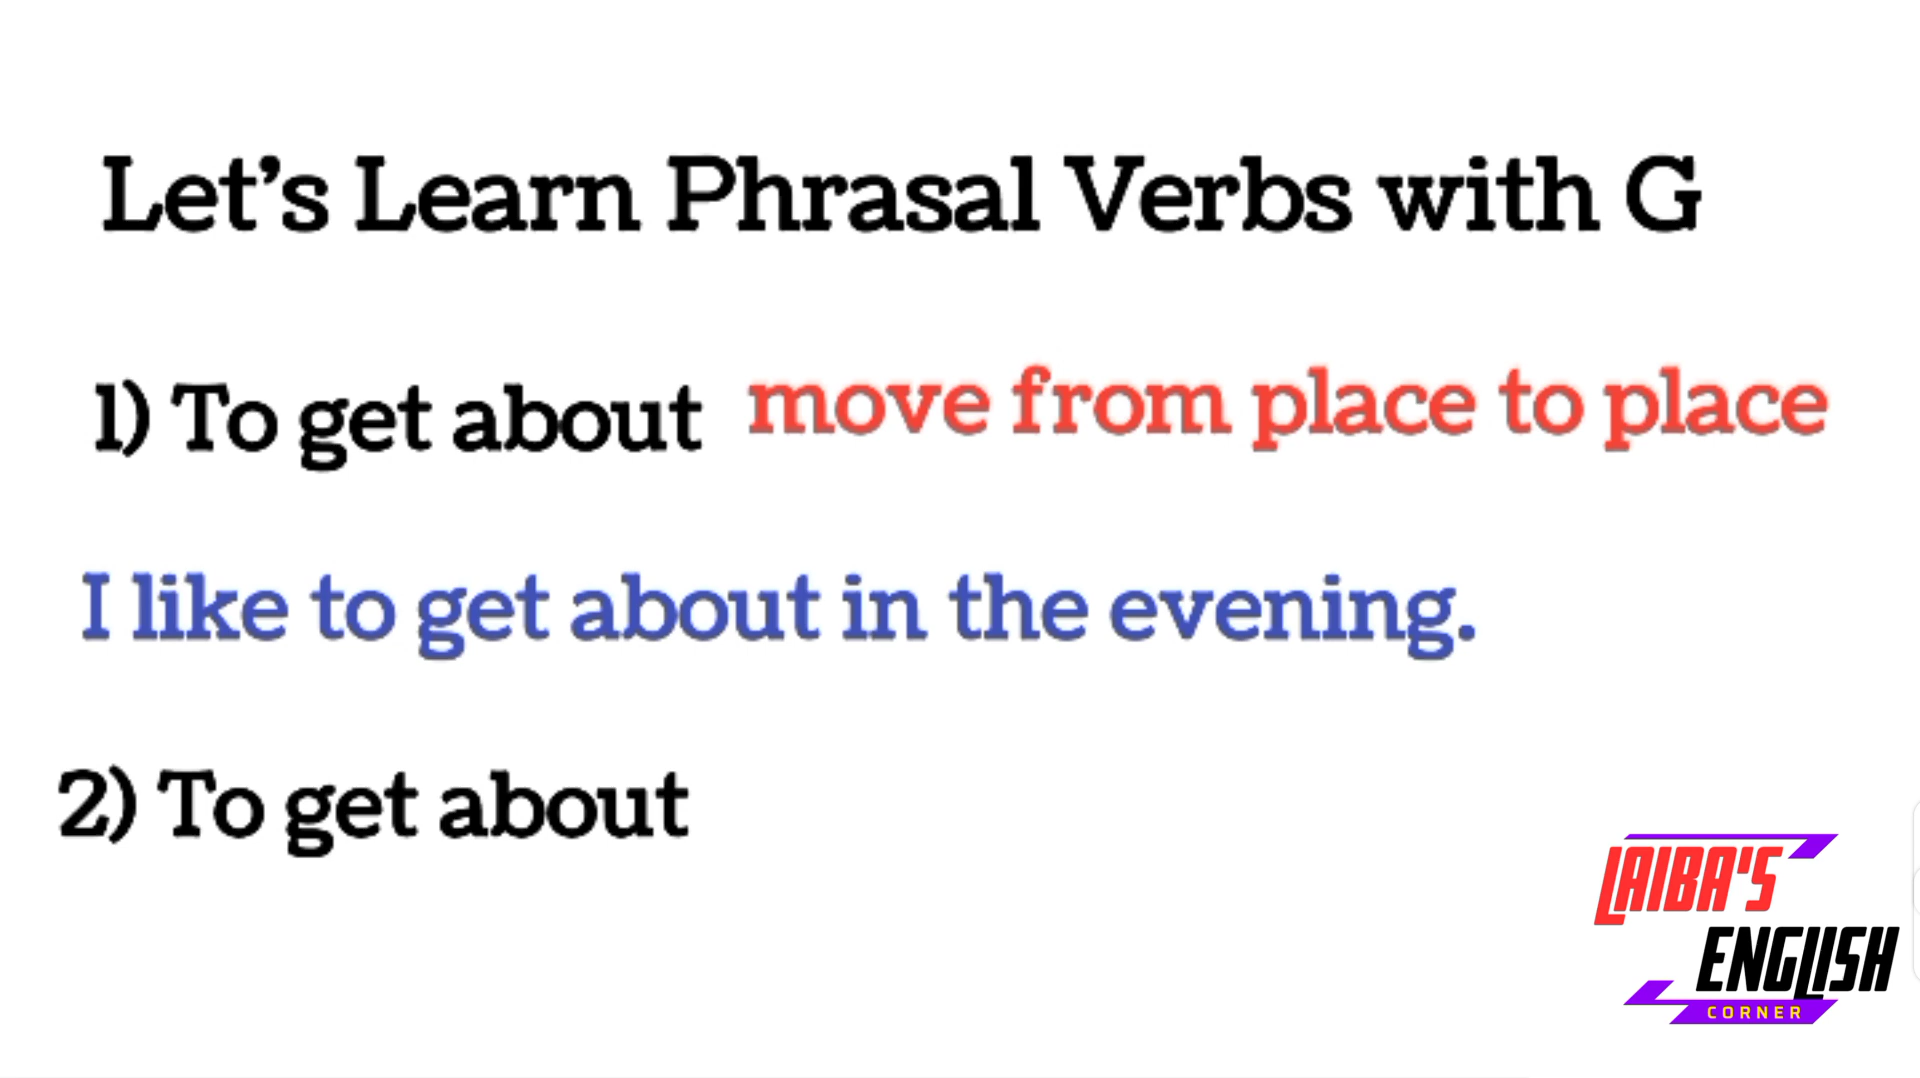 Let's Learn Phrasal Verbs with G
1) To get about move from place to place
I like to get about in the evening.
2) To get about
LAIBA'S
ENGLISH
CORNER